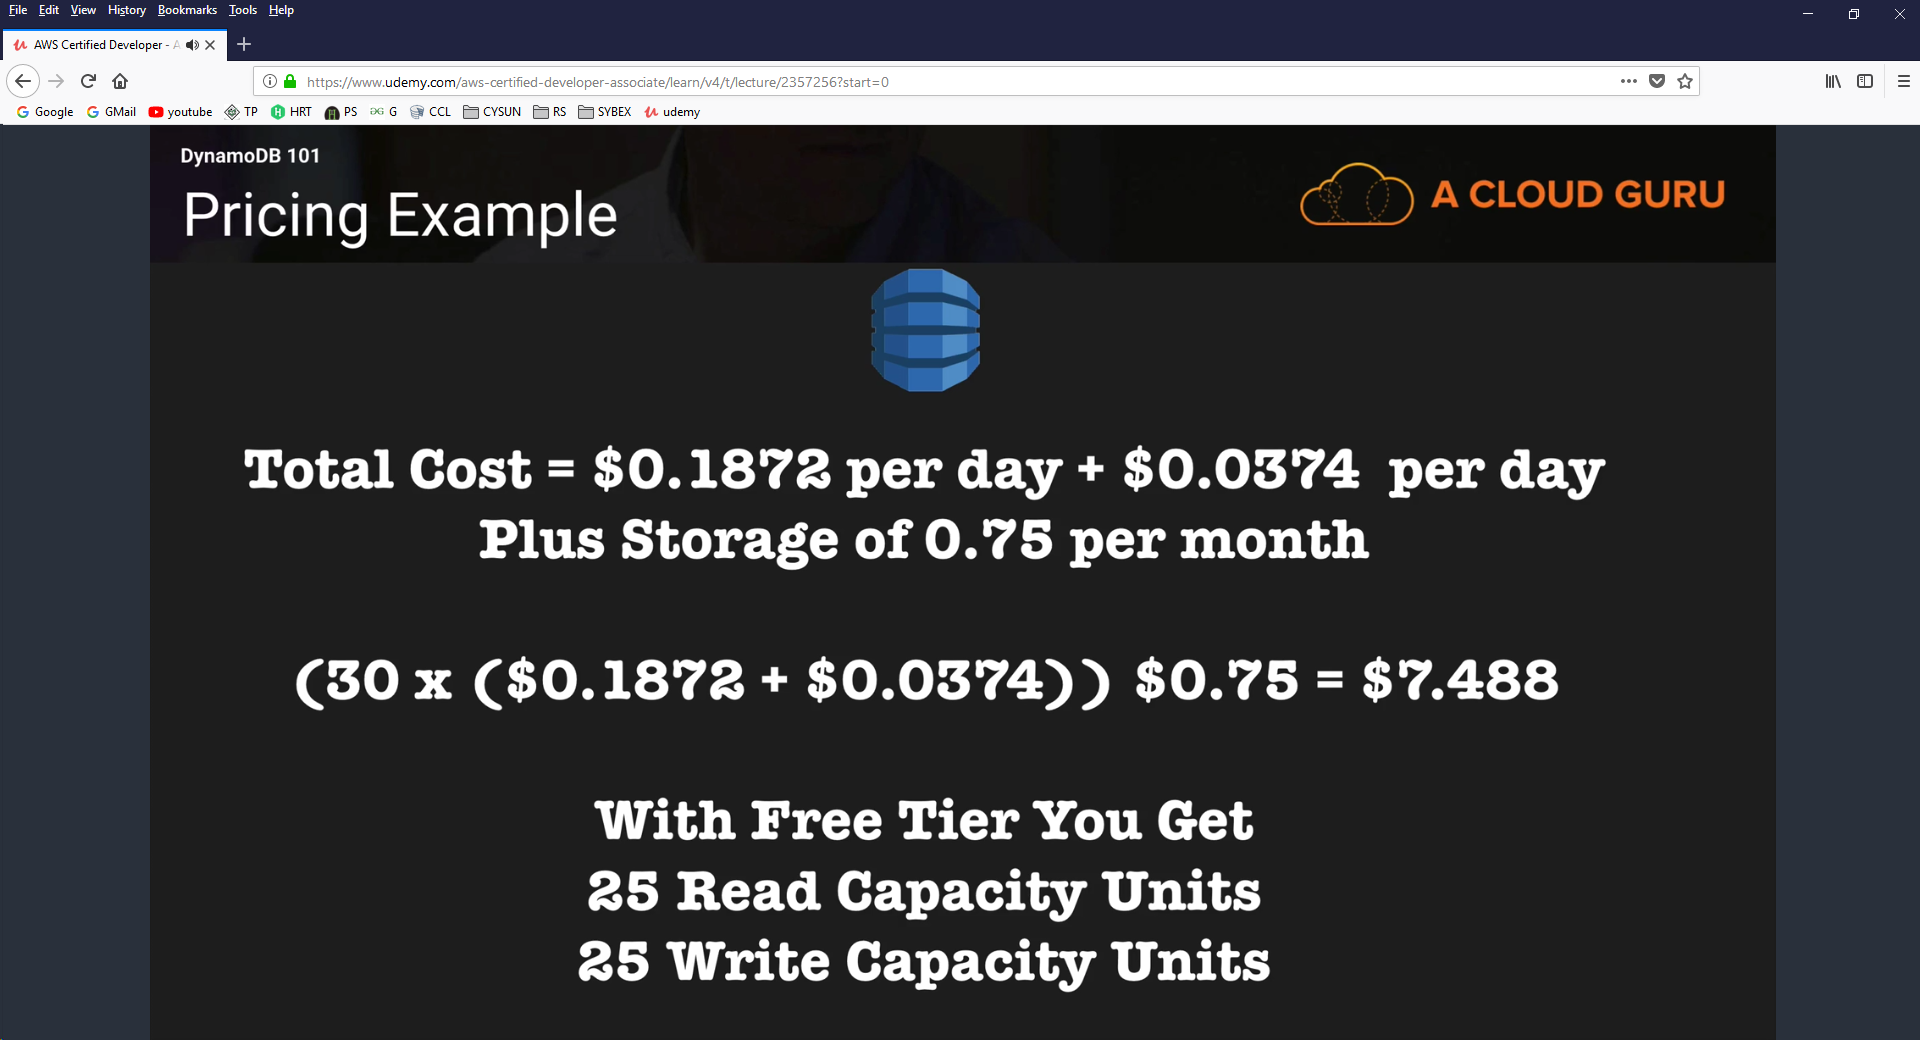 File Edit View History Bookmarks Tools Help
AWS Certified Developer - A
https://www.udemy.com/aws-certified-developer-associate/learn/v4/t/lecture/2357256?start=0
Google GMail youtube TP HRT PS G CCL CYSUN RS SYBEX udemy
DynamoDB 101
Pricing Example
A CLOUD GURU
Total Cost = $0.1872 per day + $0.0374 per day
Plus Storage of 0.75 per month
(30 x ($0.1872 + $0.0374)) $0.75 = $7.488
With Free Tier You Get
25 Read Capacity Units
25 Write Capacity Units